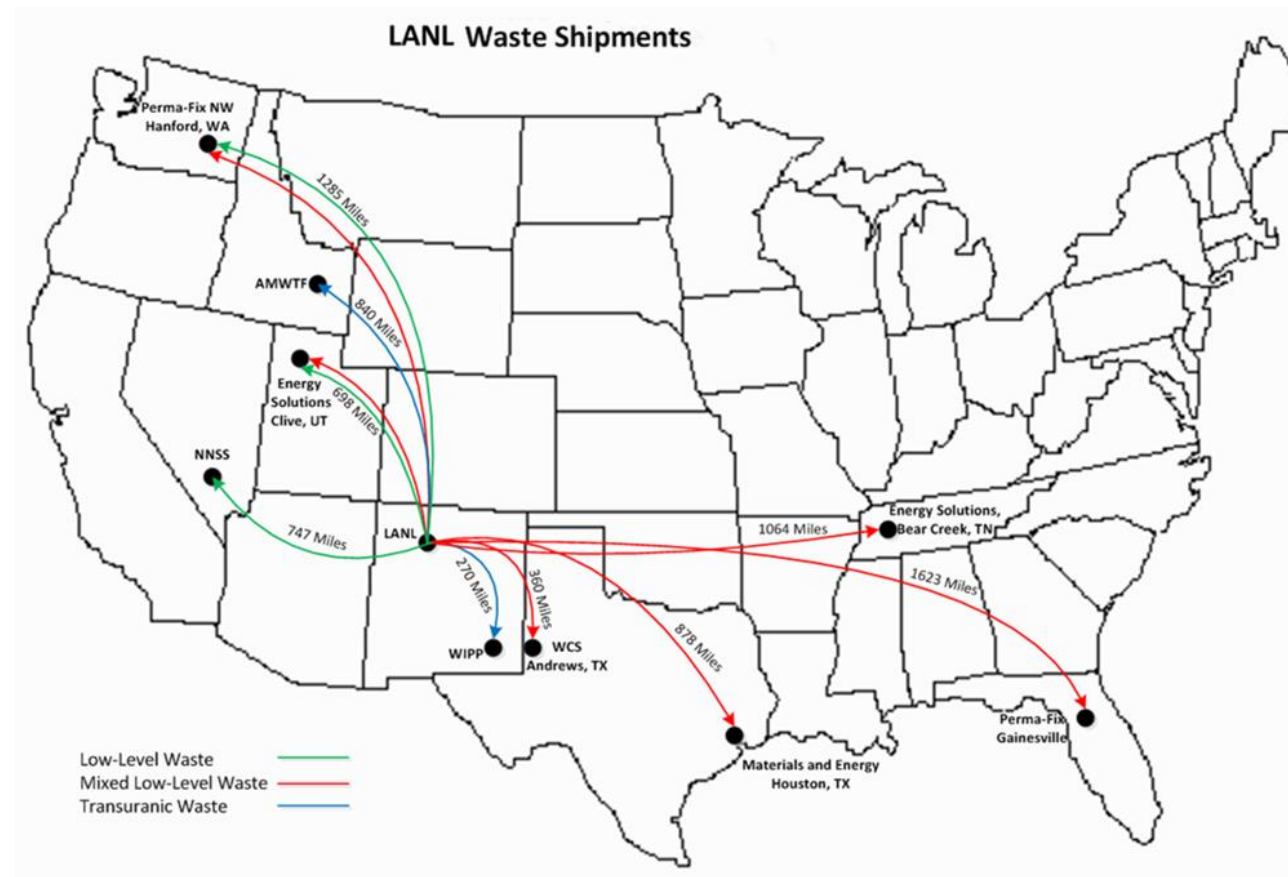 LANL Waste Shipments
Perma-Fix NW
Hanford, WA
1285 Miles
AMWTF
840 Miles
Energy
Solutions
Clive, UT
698 Miles
NNSS
747 Miles
LANL
270 Miles
WIPP
360 Miles
WCS
Andrews, TX
878 Miles
Materials and Energy
Houston, TX
1064 Miles
Energy Solutions,
Bear Creek, TN
1623 Miles
Perma-Fix
Gainesville
Low-Level Waste
Mixed Low-Level Waste
Transuranic Waste